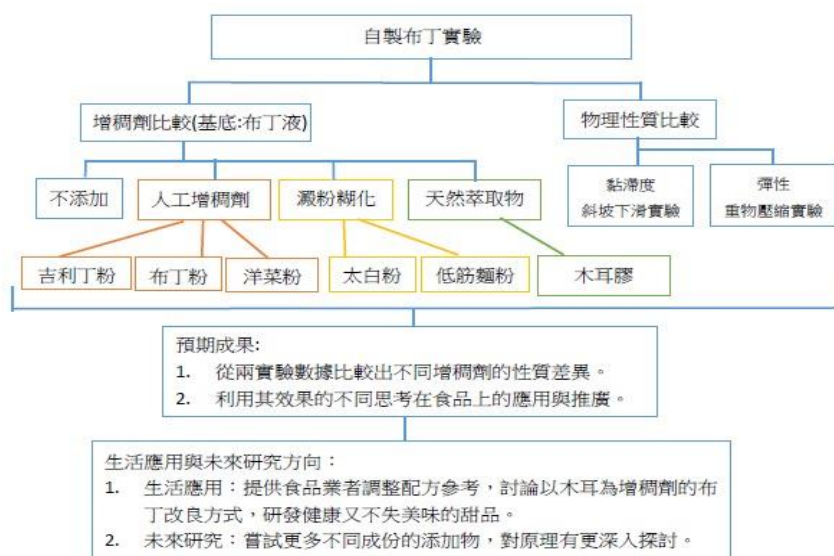 自製布丁實驗
增稠劑比較(基底:布丁液)
物理性質比較
不添加
人工增稠劑
澱粉糊化
天然萃取物
黏滯度
斜坡下滑實驗
彈性
重物壓縮實驗
吉利丁粉
布丁粉
洋菜粉
太白粉
低筋麵粉
木耳膠
預期成果:
1. 從兩實驗數據比較出不同增稠劑的性質差異。
2. 利用其效果的不同思考在食品上的應用與推廣。
生活應用與未來研究方向：
1. 生活應用：提供食品業者調整配方參考，討論以木耳為增稠劑的布
丁改良方式，研發健康又不失美味的甜品。
2. 未來研究：嘗試更多不同成份的添加物，對原理有更深入探討。